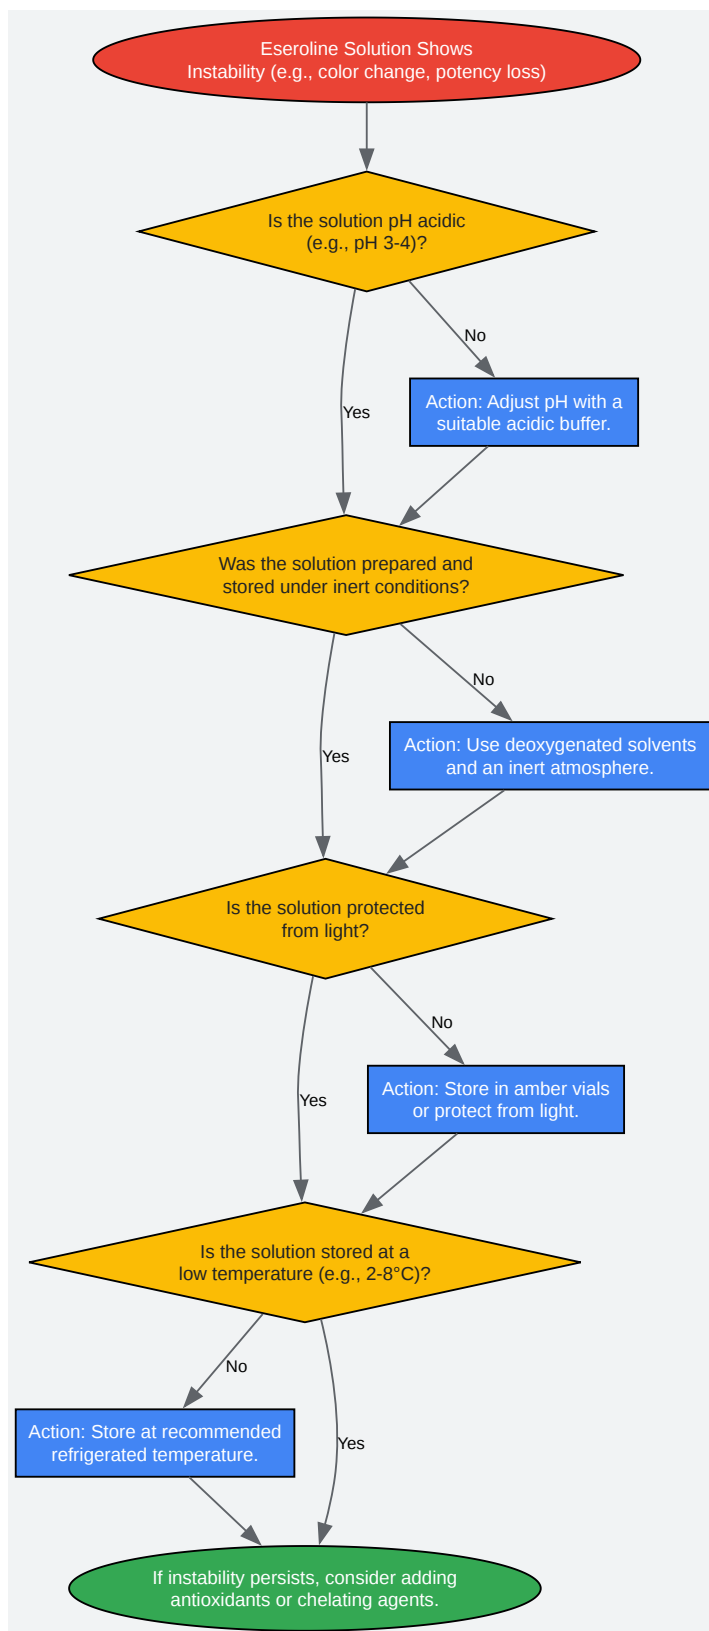 Eseroline Solution Shows
Instability (e.g., color change, potency loss)
Is the solution pH acidic
(e.g., pH 3-4)?
No
Action: Adjust pH with a
suitable acidic buffer.
Yes
Was the solution prepared and
stored under inert conditions?
No
Action: Use deoxygenated solvents
and an inert atmosphere.
Yes
Is the solution protected
from light?
No
Action: Store in amber vials
or protect from light.
Yes
Is the solution stored at a
low temperature (e.g., 2-8°C)?
No
Action: Store at recommended
refrigerated temperature.
Yes
If instability persists, consider adding
antioxidants or chelating agents.